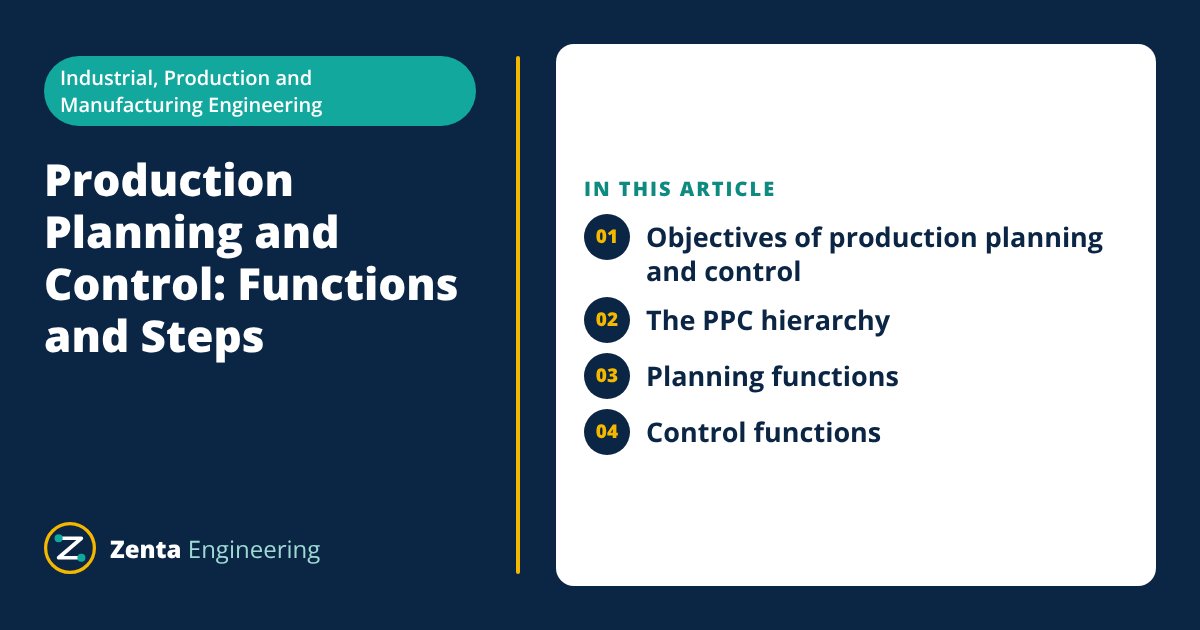 Industrial, Production and
Manufacturing Engineering
Production
Planning and
Control: Functions
and Steps
Zenta Engineering
IN THIS ARTICLE
01 Objectives of production planning
and control
02 The PPC hierarchy
03 Planning functions
04 Control functions